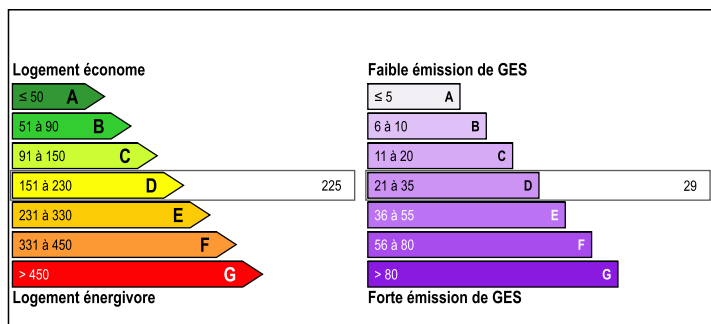 Logement économe
≤ 50 A
51 à 90 B
91 à 150 C
151 à 230 D 225
231 à 330 E
331 à 450 F
> 450 G
Logement énergivore
Faible émission de GES
≤ 5 A
6 à 10 B
11 à 20 C
21 à 35 D 29
36 à 55 E
56 à 80 F
> 80 G
Forte émission de GES